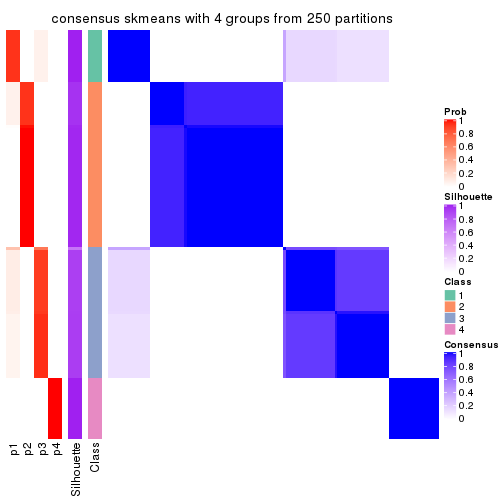 consensus skmeans with 4 groups from 250 partitions
Prob
1
0.8
0.6
0.4
0.2
0
Silhouette
1
0.8
0.6
0.4
0.2
0
Class
1
2
3
4
Consensus
1
0.8
0.6
0.4
0.2
0
p1
p2
p3
p4
Silhouette
Class